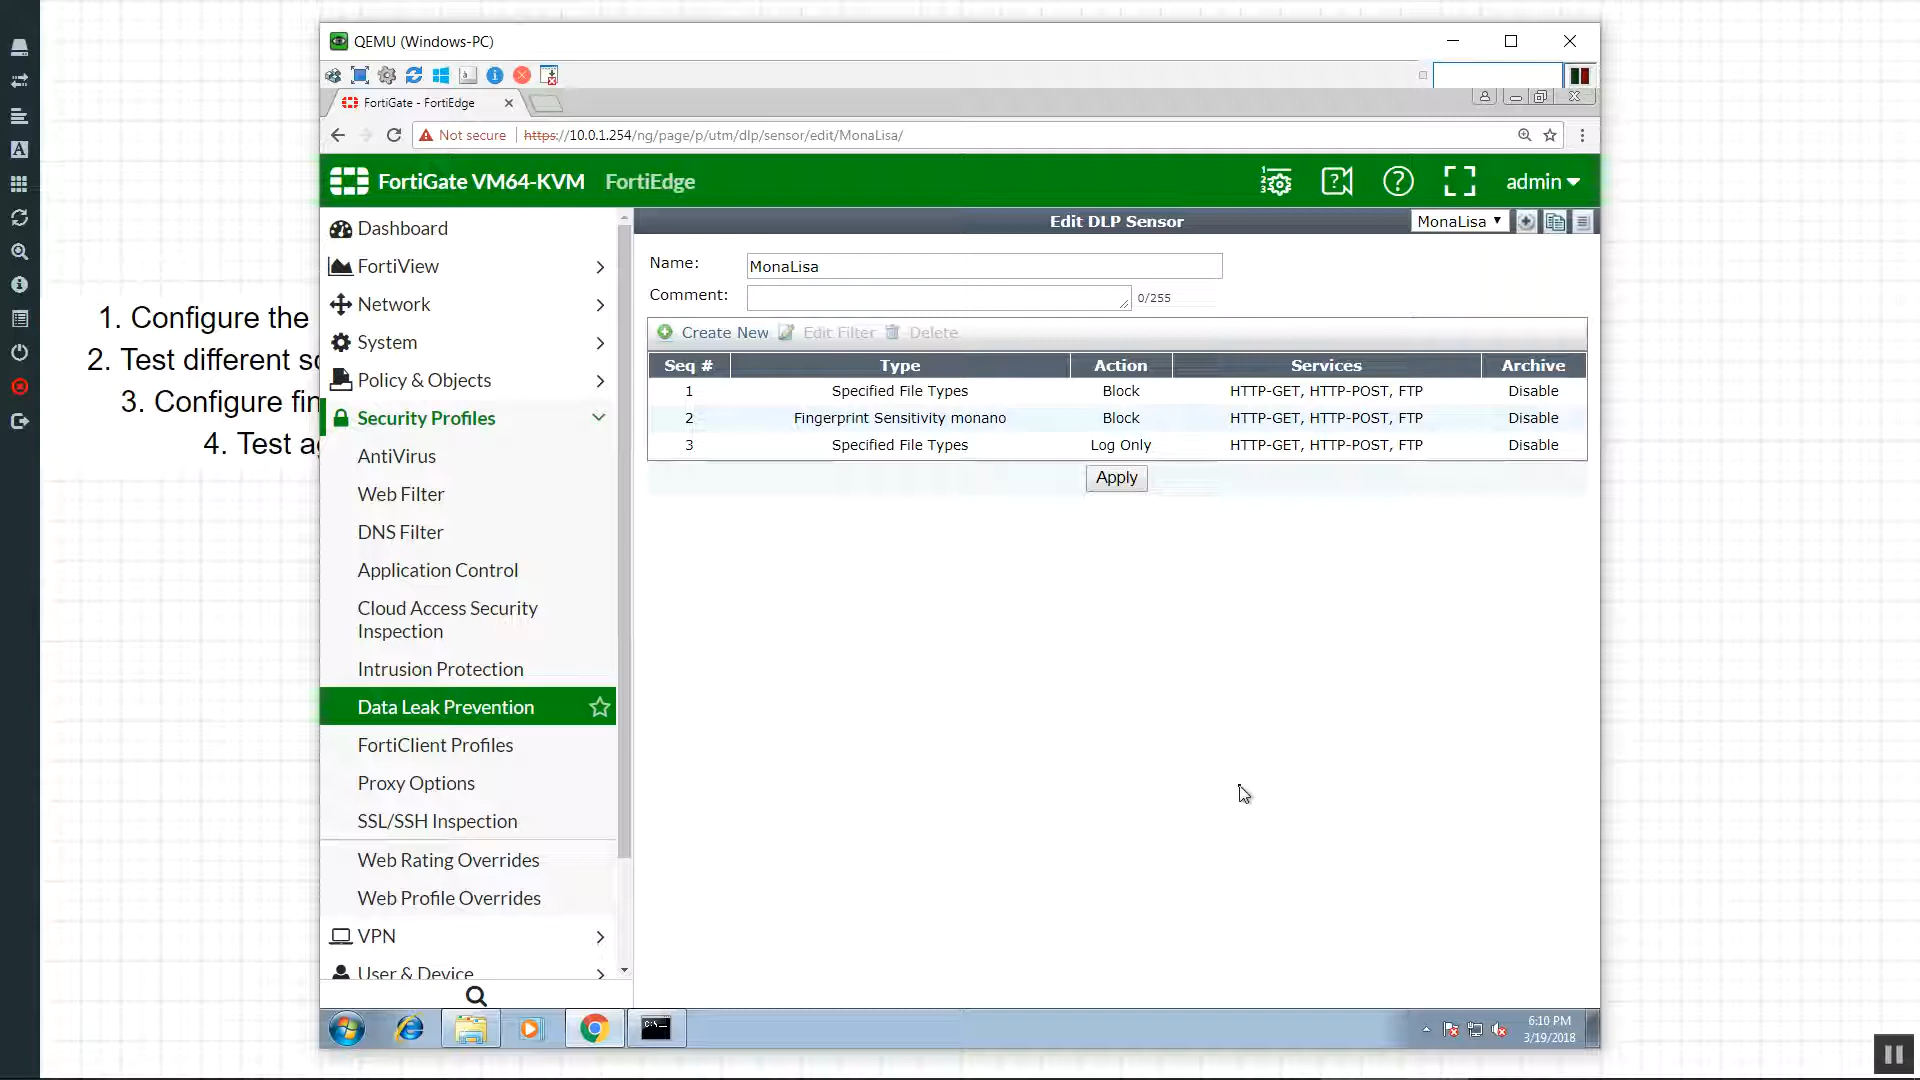 QEMU (Windows-PC)
FortiGate - FortiEdge
Not secure https://10.0.1.254/ng/page/p/utm/dlp/sensor/edit/MonaLisa/
FortiGate VM64-KVM FortiEdge
admin
Dashboard
FortiView
Network
System
Policy & Objects
Security Profiles
AntiVirus
Web Filter
DNS Filter
Application Control
Cloud Access Security
Inspection
Intrusion Protection
Data Leak Prevention
FortiClient Profiles
Proxy Options
SSL/SSH Inspection
Web Rating Overrides
Web Profile Overrides
VPN
User & Device
Edit DLP Sensor
MonaLisa
Name: MonaLisa
Comment: 0/255
Create New Edit Filter Delete
Seq # Type Action Services Archive
1 Specified File Types Block HTTP-GET, HTTP-POST, FTP Disable
2 Fingerprint Sensitivity monano Block HTTP-GET, HTTP-POST, FTP Disable
3 Specified File Types Log Only HTTP-GET, HTTP-POST, FTP Disable
Apply
1. Configure the
2. Test different
3. Configure
4. Test
6:10 PM
3/19/2018